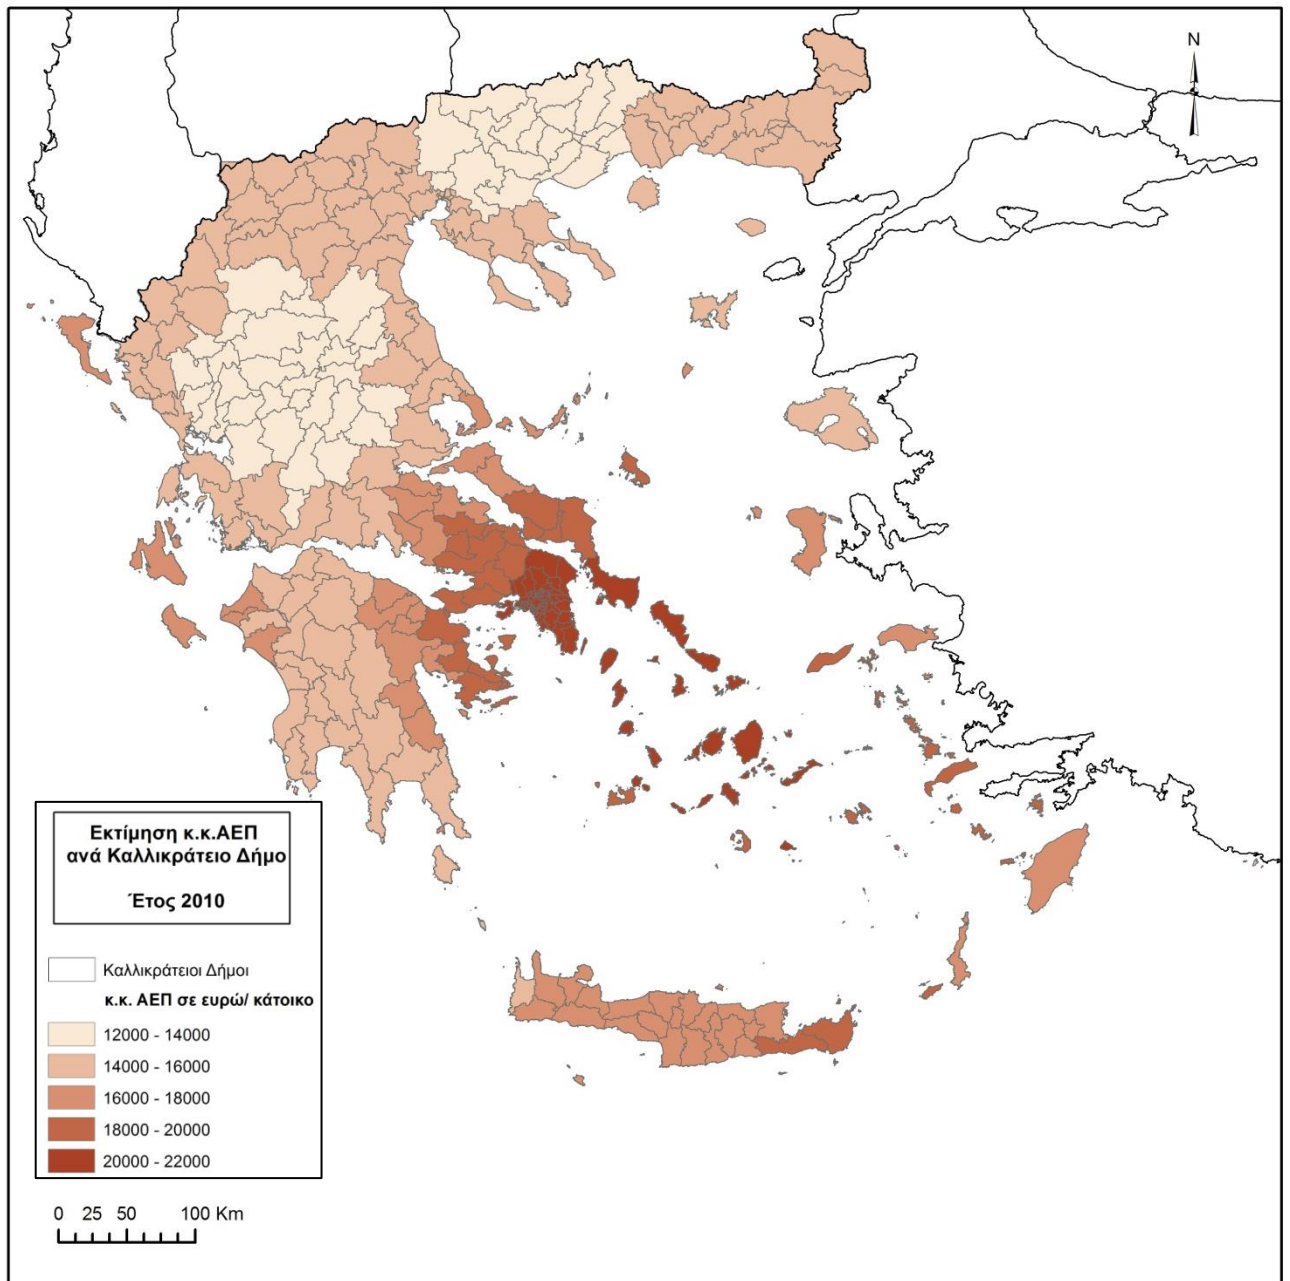 N
Εκτίμηση κ.κ.ΑΕΠ
ανά Καλλικράτειο Δήμο
Έτος 2010
Καλλικράτειοι Δήμοι
κ.κ. ΑΕΠ σε ευρώ/ κάτοικο
12000 - 14000
14000 - 16000
16000 - 18000
18000 - 20000
20000 - 22000
0 25 50 100 Km